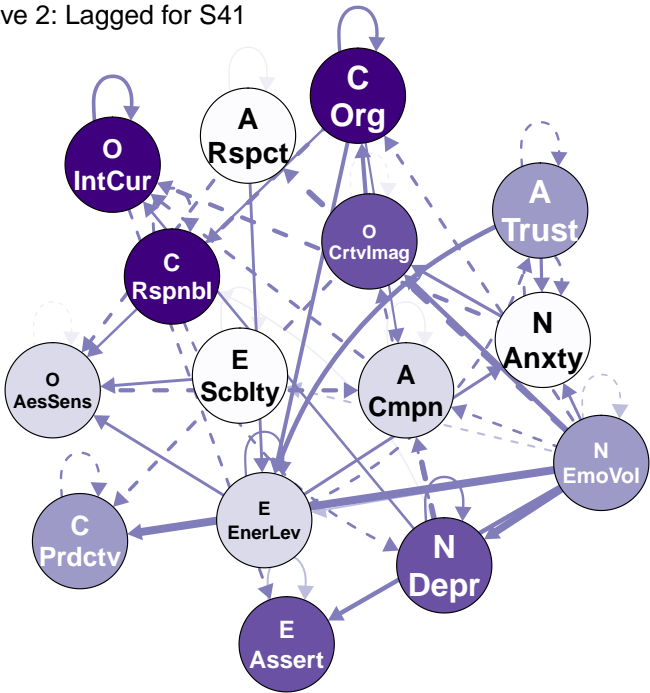 ve 2: Lagged for S41
C
Org
A
Rspct
O
IntCur
A
Trust
O
CrtvImag
C
Rspnbl
N
Anxty
E
Scblty
A
Cmpn
O
AesSens
N
EmoVol
E
EnerLev
C
Prdctv
N
Depr
E
Assert